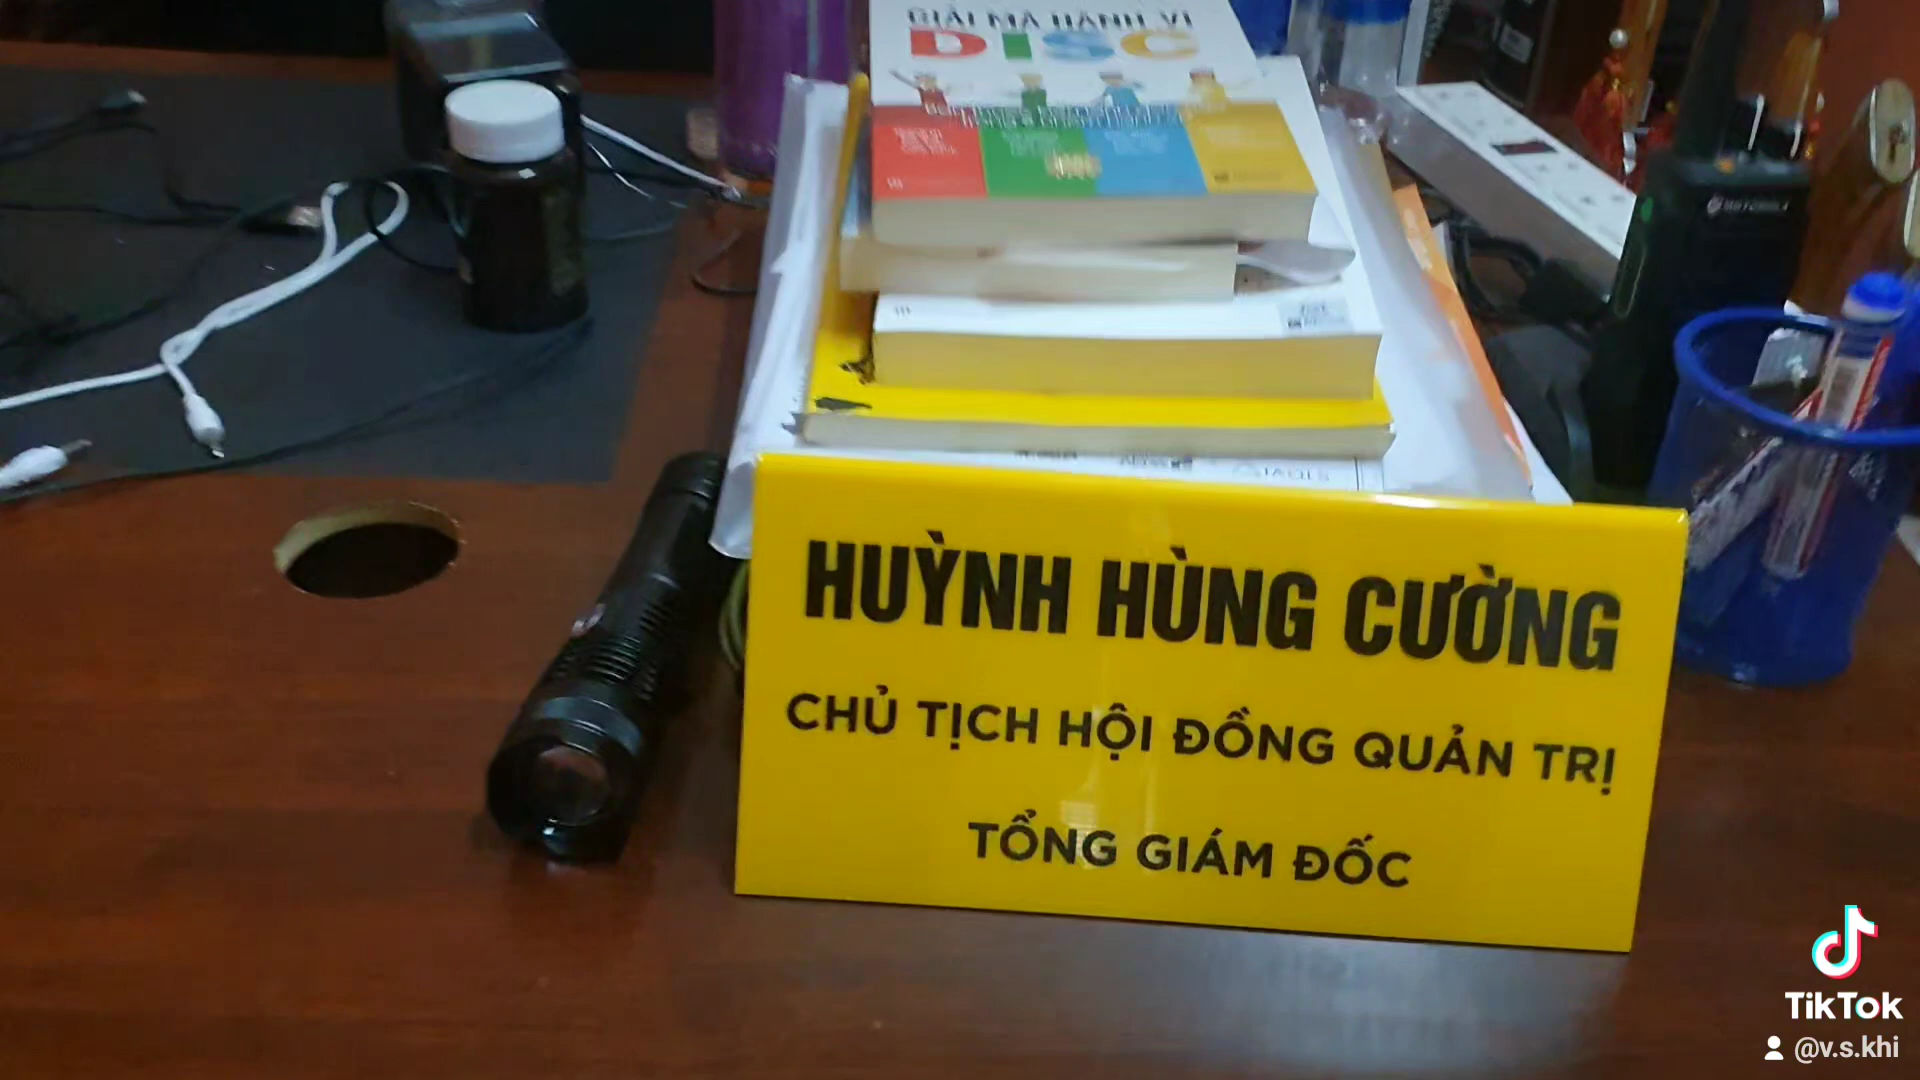 GIẢI MÃ HÀNH VI
DISC
MOTOROLA
HUỲNH HÙNG CƯỜNG
CHỦ TỊCH HỘI ĐỒNG QUẢN TRỊ
TỔNG GIÁM ĐỐC
TikTok
@v.s.khi